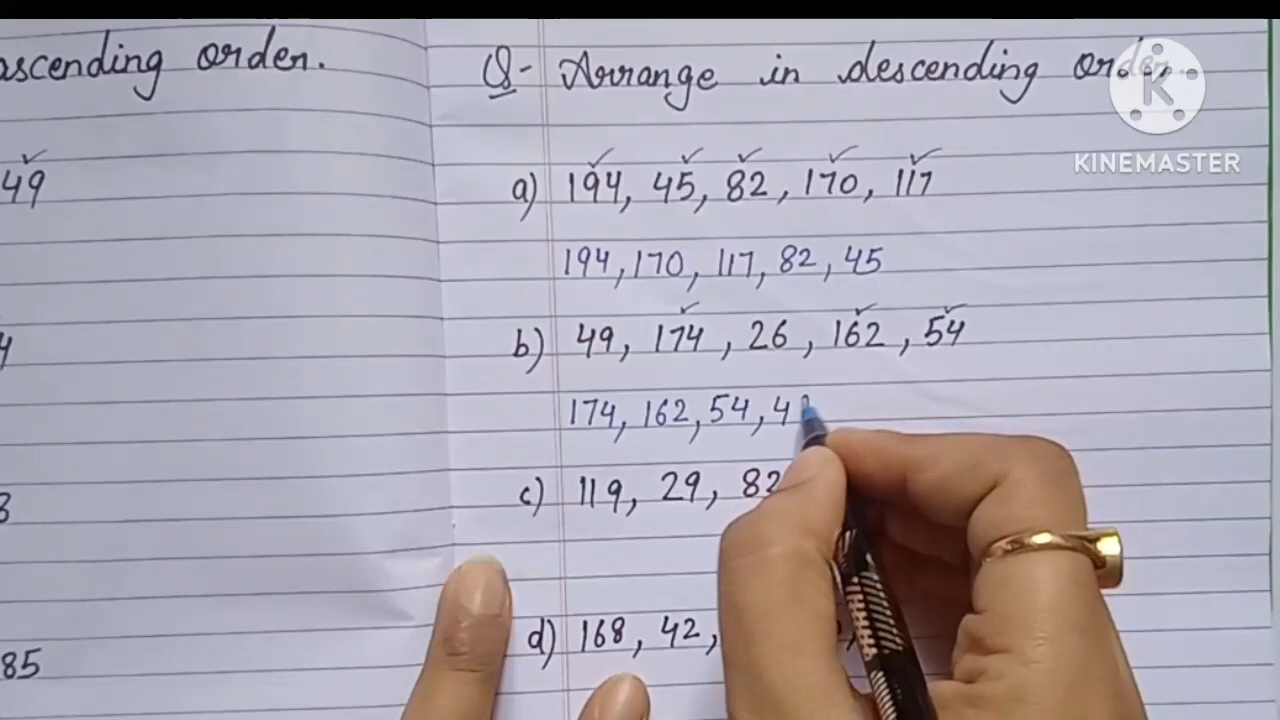 ascending order.
49
4
3
85
Q- Arrange in descending order.
KINEMASTER
a) 194, 45, 82, 170, 117
194, 170, 117, 82, 45
b) 49, 174, 26, 162, 54
174, 162, 54, 4
c) 119, 29, 82
d) 168, 42,